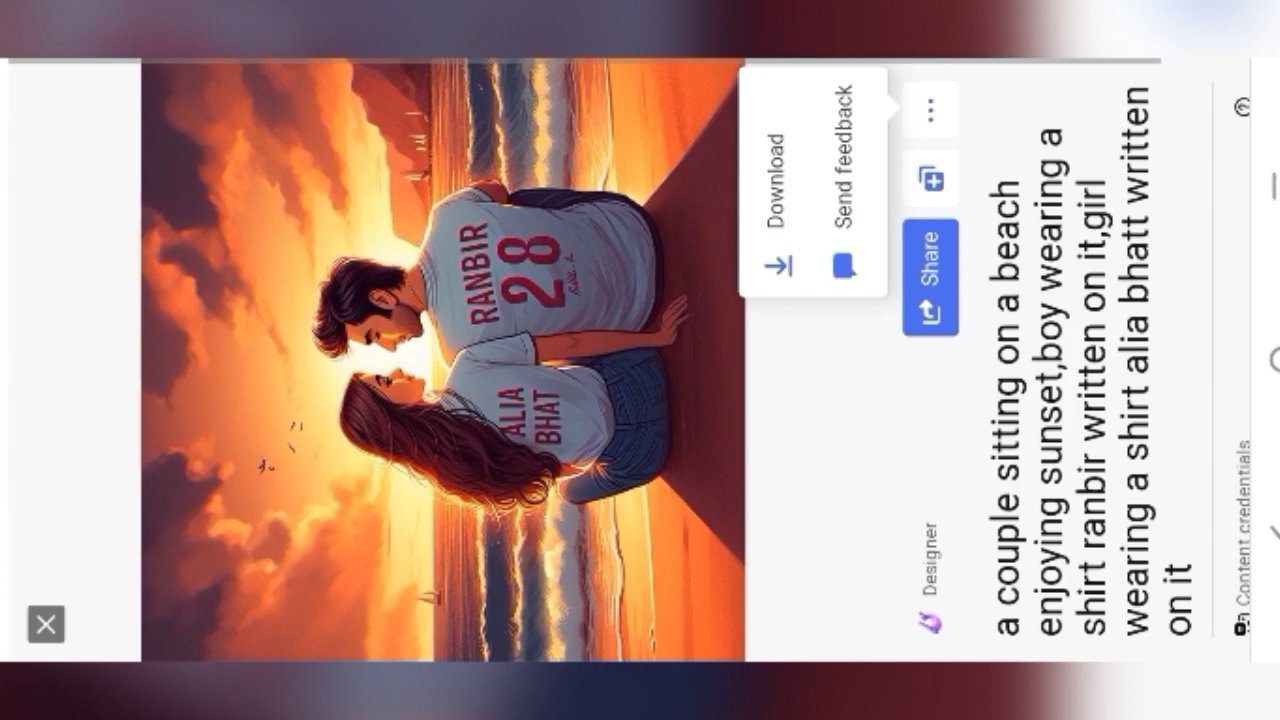 RANBIR
28
ALIA
BHAT
Designer
Share
Download
Send feedback
a couple sitting on a beach
enjoying sunset,boy wearing a
shirt ranbir written on it,girl
wearing a shirt alia bhatt written
on it
Content credentials